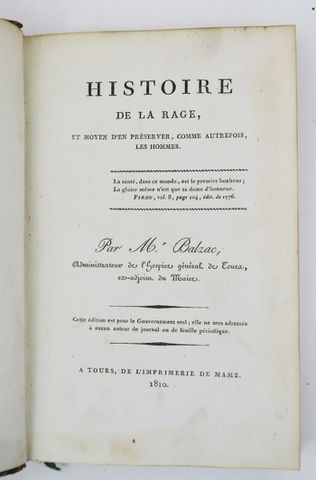 HISTOIRE
DE LA RAGE,
ET MOYEN D'EN PRÉSERVER, COMME AUTREFOIS,
LES HOMMES.
La santé, dans ce monde, est le premier bonheur;
La gloire même n'est que sa dame d'honneur.
PIRON, vol. 8, page 104, édit. de 1776.
Par M.r Balzac,
Administrateur de l'hospice général de Tours,
ex-adjoint du Maire.
Cette édition est pour le Gouvernement seul; elle ne sera adressée
à aucun auteur de journal ou de feuille périodique.
A TOURS, DE L'IMPRIMERIE DE MAME.
1810.